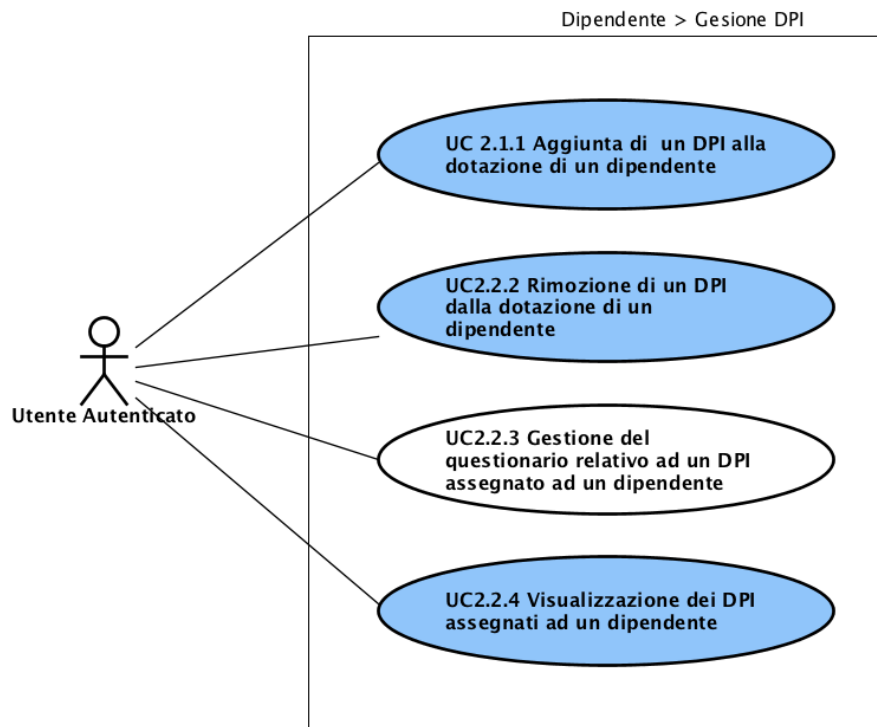 Dipendente > Gesione DPI
UC 2.1.1 Aggiunta di un DPI alla
dotazione di un dipendente
UC2.2.2 Rimozione di un DPI
dalla dotazione di un
dipendente
Utente Autenticato
UC2.2.3 Gestione del
questionario relativo ad un DPI
assegnato ad un dipendente
UC2.2.4 Visualizzazione dei DPI
assegnati ad un dipendente